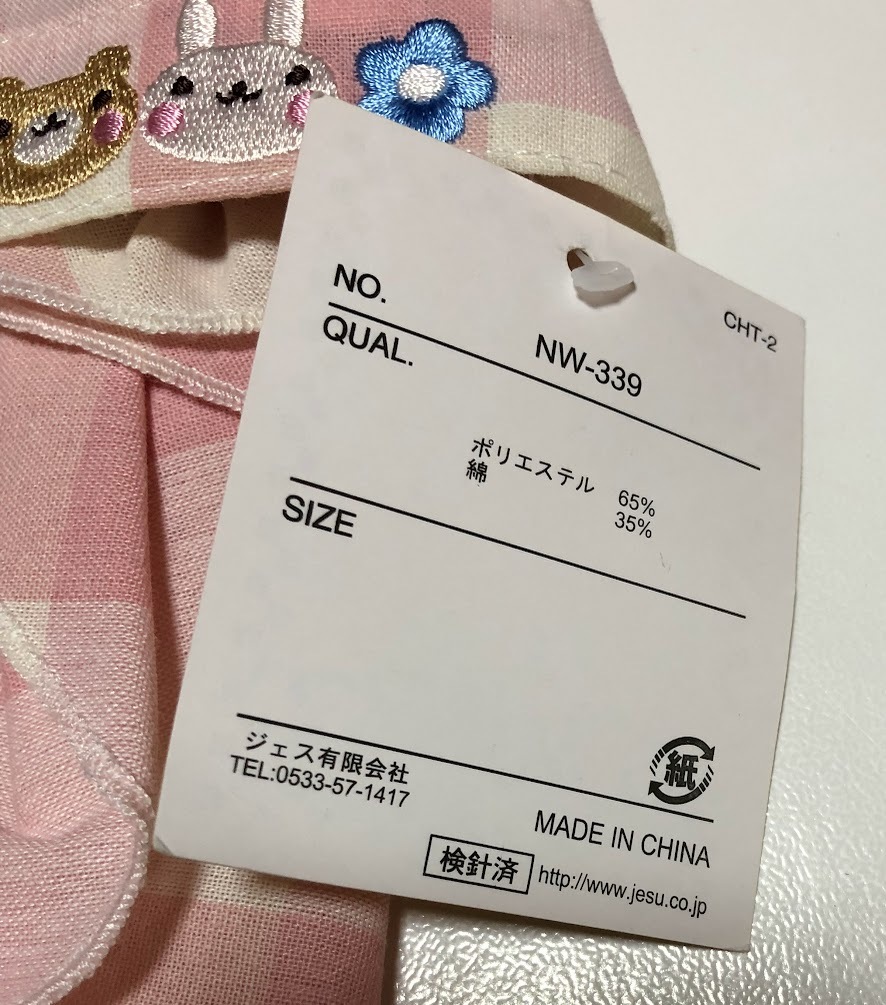 CHT-2
NO.
NW-339
QUAL.
ポリエステル 65%
綿 35%
SIZE
ジェス有限会社
TEL:0533-57-1417
紙
MADE IN CHINA
検針済 http://www.jesu.co.jp